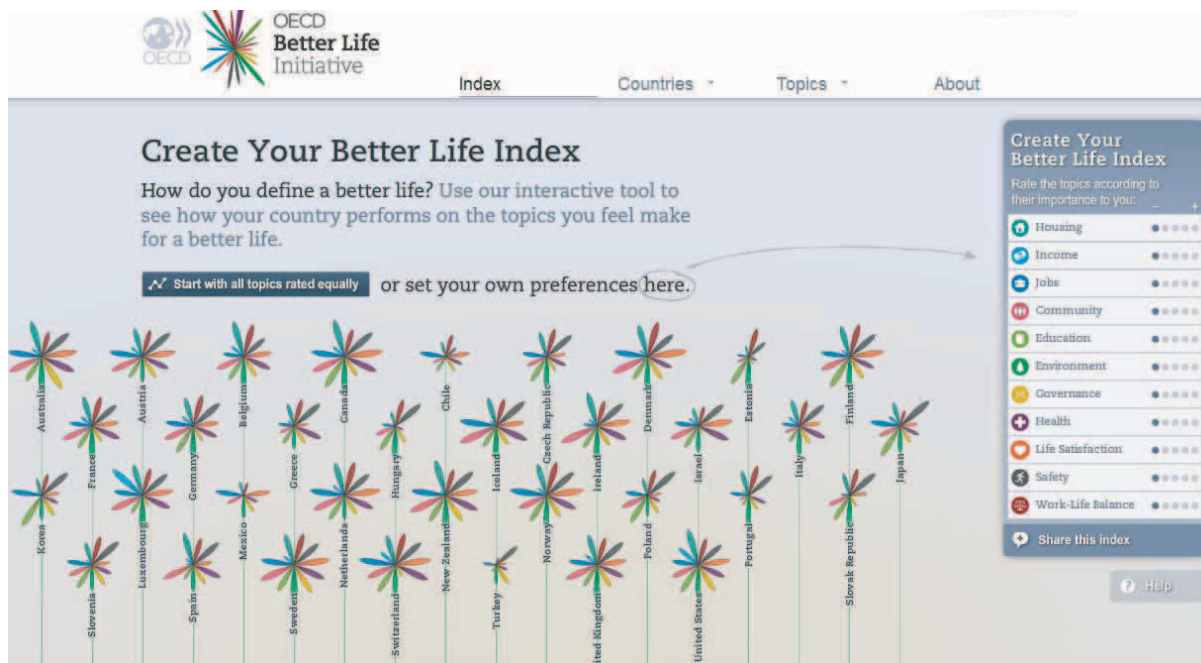 OECD
OECD
Better Life
Initiative
Index
Countries
Topics
About
Create Your Better Life Index
How do you define a better life? Use our interactive tool to
see how your country performs on the topics you feel make
for a better life.
Start with all topics rated equally
or set your own preferences here.
Create Your
Better Life Index
Rate the topics according to
their importance to you: - +
Housing
Income
Jobs
Community
Education
Environment
Governance
Health
Life Satisfaction
Safety
Work-Life Balance
Share this index
? Help
Australia
Austria
Belgium
Canada
Chile
Czech Republic
Denmark
Estonia
Finland
France
Germany
Greece
Hungary
Iceland
Ireland
Israel
Italy
Japan
Korea
Luxembourg
Mexico
Netherlands
New Zealand
Norway
Poland
Portugal
Slovak Republic
Slovenia
Spain
Sweden
Switzerland
Turkey
ited Kingdom
United States